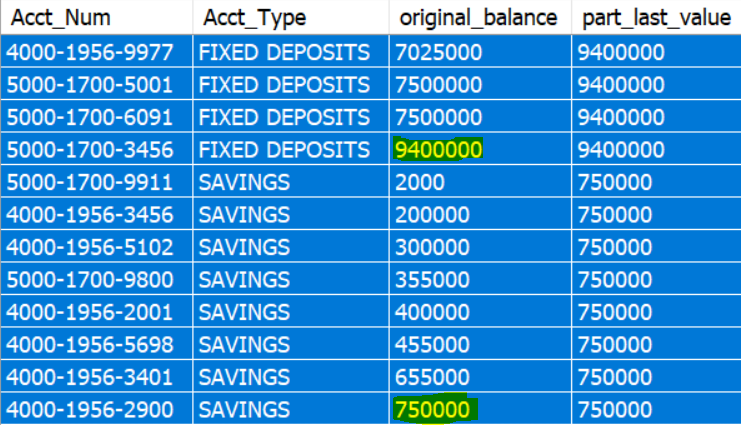 Acct_Num Acct_Type original_balance part_last_value
4000-1956-9977 FIXED DEPOSITS 7025000 9400000
5000-1700-5001 FIXED DEPOSITS 7500000 9400000
5000-1700-6091 FIXED DEPOSITS 7500000 9400000
5000-1700-3456 FIXED DEPOSITS 9400000 9400000
5000-1700-9911 SAVINGS 2000 750000
4000-1956-3456 SAVINGS 200000 750000
4000-1956-5102 SAVINGS 300000 750000
5000-1700-9800 SAVINGS 355000 750000
4000-1956-2001 SAVINGS 400000 750000
4000-1956-5698 SAVINGS 455000 750000
4000-1956-3401 SAVINGS 655000 750000
4000-1956-2900 SAVINGS 750000 750000